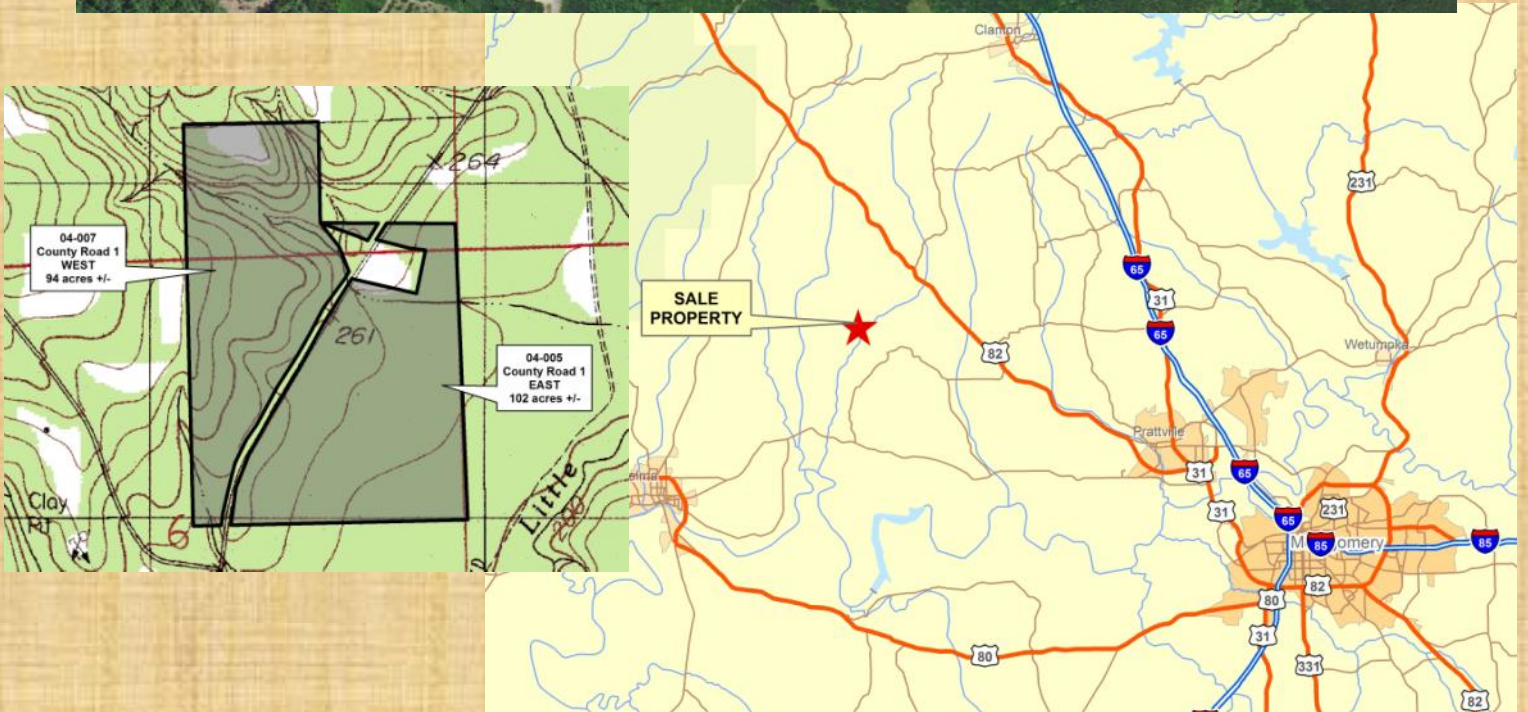 04-007
County Road 1
WEST
94 acres +/-
264
261
04-005
County Road 1
EAST
102 acres +/-
Clay
6
Little
200
Clanton
231
65
31
65
SALE
PROPERTY
82
Wetumpka
Prattville
31
65
31
231
65
85
85
82
80
31
80
331
82